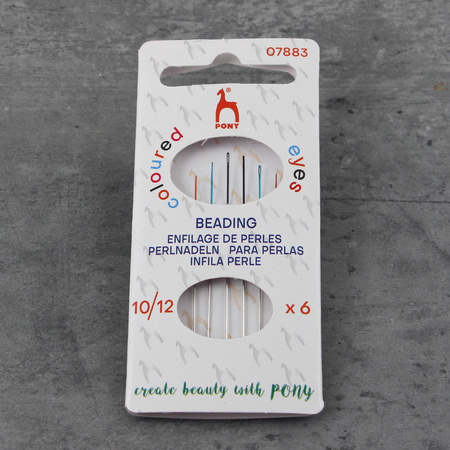 07883
®
PONY
coloured eyes
BEADING
ENFILAGE DE PERLES
PERLNADELN PARA PERLAS
INFILA PERLE
10/12 x 6
create beauty with PONY